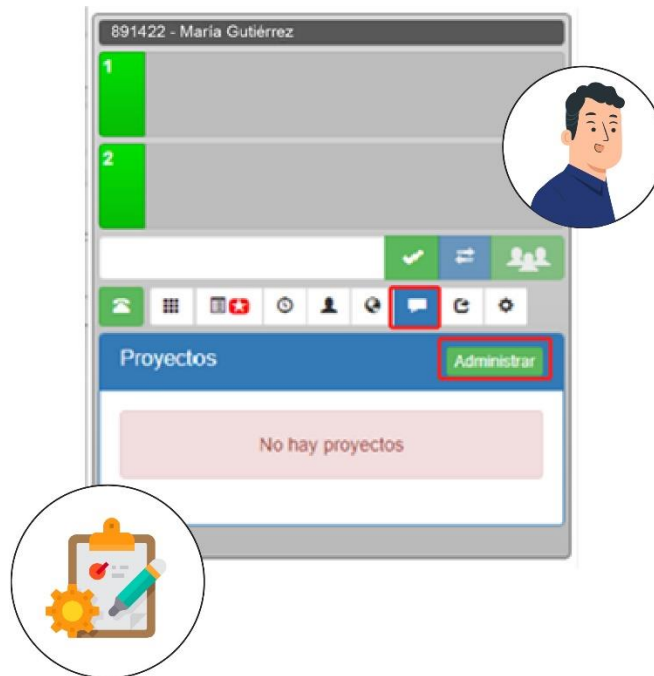 891422 - María Gutiérrez
1
2
Proyectos
Administrar
No hay proyectos